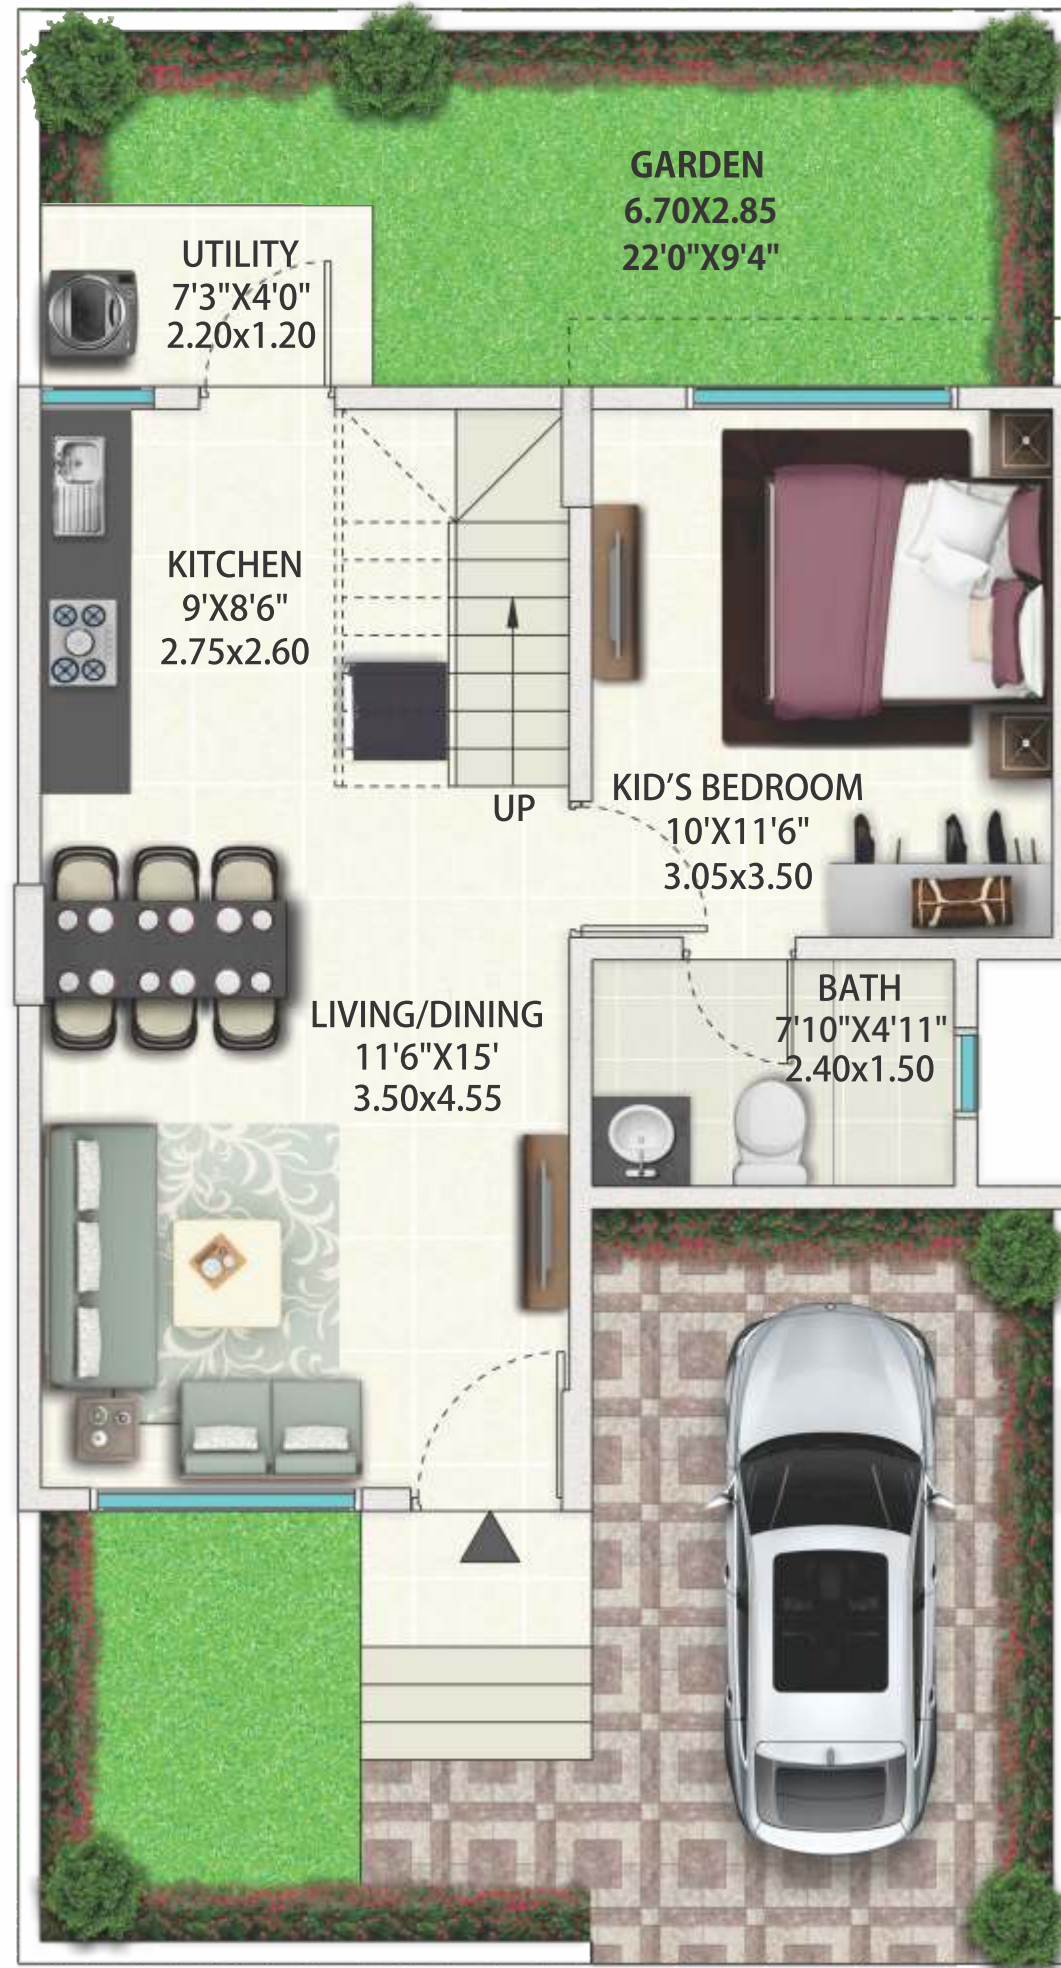 GARDEN
6.70X2.85
22'0"X9'4"
UTILITY
7'3"X4'0"
2.20x1.20
KITCHEN
9'X8'6"
2.75x2.60
UP
KID'S BEDROOM
10'X11'6"
3.05x3.50
BATH
7'10"X4'11"
2.40x1.50
LIVING/DINING
11'6"X15'
3.50x4.55